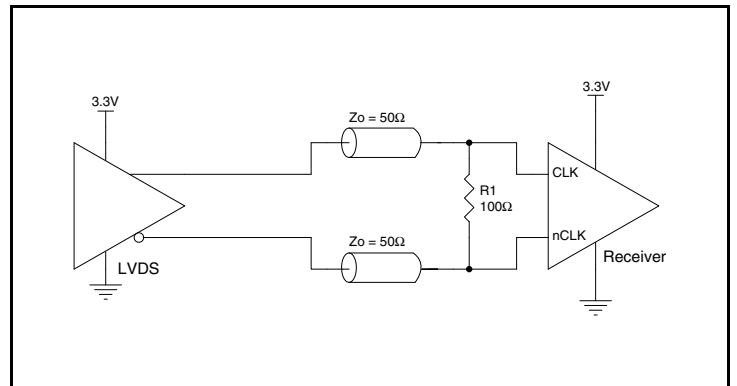 3.3V
3.3V
Zo = 50Ω
CLK
R1
100Ω
nCLK
Zo = 50Ω
Receiver
LVDS